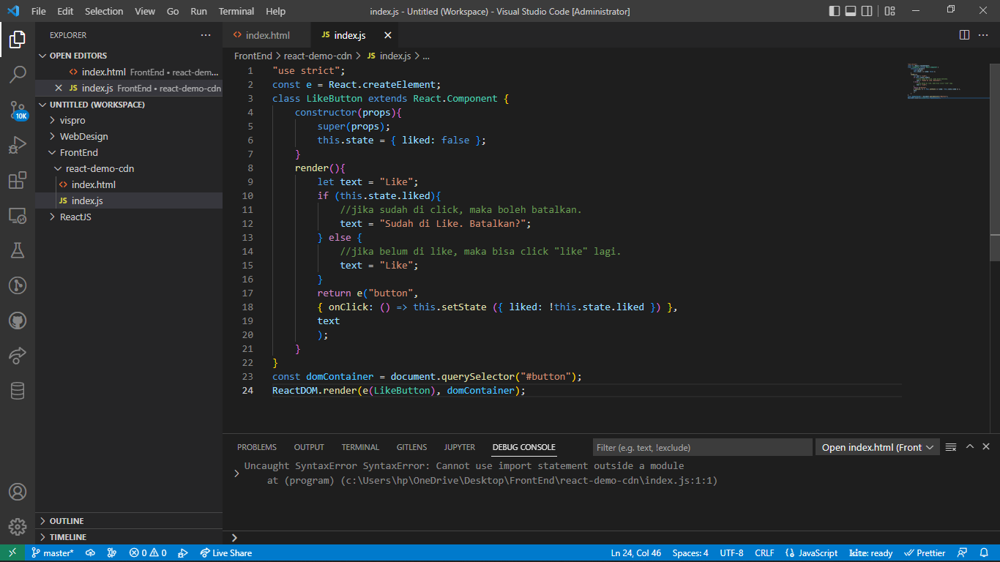 File Edit Selection View Go Run Terminal Help index.js - Untitled (Workspace) - Visual Studio Code [Administrator]
EXPLORER ...
OPEN EDITORS
index.html FrontEnd • react-dem...
JS index.js FrontEnd • react-demo-cdn
UNTITLED (WORKSPACE)
10K
vispro
WebDesign
FrontEnd
react-demo-cdn
index.html
JS index.js
ReactJS
OUTLINE
TIMELINE
index.html JS index.js
FrontEnd > react-demo-cdn > JS index.js > ...
1 "use strict";
2 const e = React.createElement;
3 class LikeButton extends React.Component {
4 constructor(props){
5 super(props);
6 this.state = { liked: false };
7 }
8 render(){
9 let text = "Like";
10 if (this.state.liked){
11 //jika sudah di click, maka boleh batalkan.
12 text = "Sudah di Like. Batalkan?";
13 } else {
14 //jika belum di like, maka bisa click "like" lagi.
15 text = "Like";
16 }
17 return e("button",
18 { onClick: () => this.setState ({ liked: !this.state.liked }) },
19 text
20 );
21 }
22 }
23 const domContainer = document.querySelector("#button");
24 ReactDOM.render(e(LikeButton), domContainer);
PROBLEMS OUTPUT TERMINAL GITLENS JUPYTER DEBUG CONSOLE Filter (e.g. text, !exclude) Open index.html (Front
Uncaught SyntaxError SyntaxError: Cannot use import statement outside a module
at (program) (c:\Users\hp\OneDrive\Desktop\FrontEnd\react-demo-cdn\index.js:1:1)
master* 0 0 Live Share Ln 24, Col 46 Spaces: 4 UTF-8 CRLF JavaScript kite: ready Prettier